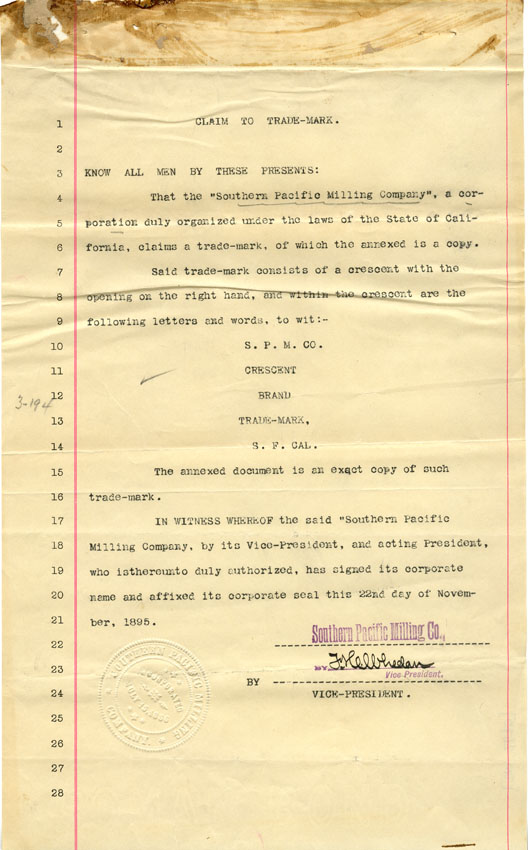 1 CLAIM TO TRADE-MARK.
2
3 KNOW ALL MEN BY THESE PRESENTS:
4 That the "Southern Pacific Milling Company", a cor-
5 poration duly organized under the laws of the State of Cali-
6 fornia, claims a trade-mark, of which the annexed is a copy.
7 Said trade-mark consists of a crescent with the
8 opening on the right hand, and within the crescent are the
9 following letters and words, to wit:-
10 S. P. M. CO.
11 CRESCENT
3-194
12 BRAND
13 TRADE-MARK,
14 S. F. CAL.
15 The annexed document is an exact copy of such
16 trade-mark.
17 IN WITNESS WHEREOF the said "Southern Pacific
18 Milling Company, by its Vice-President, and acting President,
19 who isthereunto duly authorized, has signed its corporate
20 name and affixed its corporate seal this 22nd day of Novem-
21 ber, 1895.
Southern Pacific Milling Co.,
22
23 BY
Vice-President.
BY
24 VICE-PRESIDENT.
25
26
27
28
SOUTHERN PACIFIC MILLING COMPANY
INCORPORATED